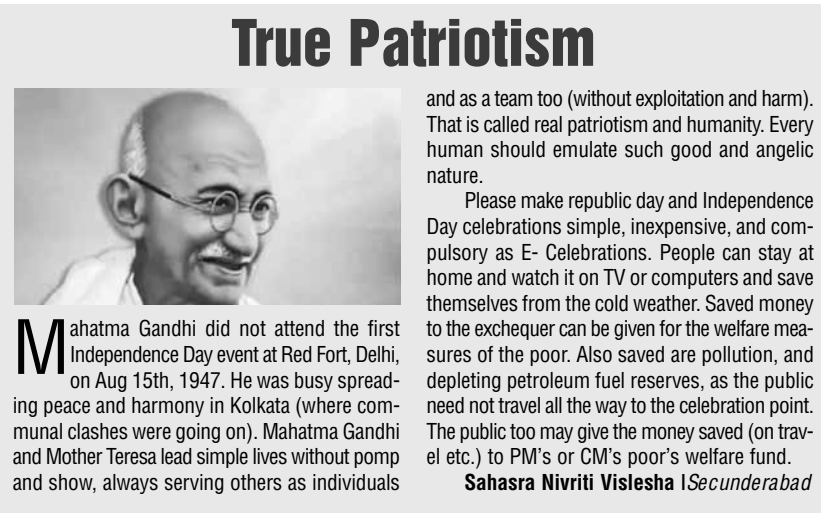 True Patriotism
Mahatma Gandhi did not attend the first
Independence Day event at Red Fort, Delhi,
on Aug 15th, 1947. He was busy spread-
ing peace and harmony in Kolkata (where com-
munal clashes were going on). Mahatma Gandhi
and Mother Teresa lead simple lives without pomp
and show, always serving others as individuals
and as a team too (without exploitation and harm).
That is called real patriotism and humanity. Every
human should emulate such good and angelic
nature.
Please make republic day and Independence
Day celebrations simple, inexpensive, and com-
pulsory as E- Celebrations. People can stay at
home and watch it on TV or computers and save
themselves from the cold weather. Saved money
to the exchequer can be given for the welfare mea-
sures of the poor. Also saved are pollution, and
depleting petroleum fuel reserves, as the public
need not travel all the way to the celebration point.
The public too may give the money saved (on trav-
el etc.) to PM's or CM's poor's welfare fund.
Sahasra Nivriti Vislesha lSecunderabad